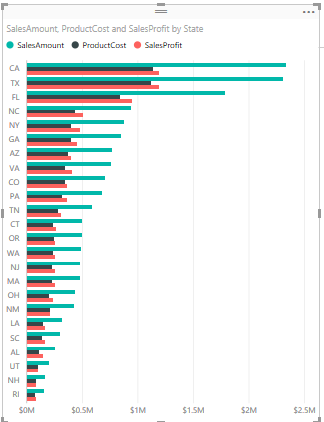 SalesAmount, ProductCost and SalesProfit by State
SalesAmount ProductCost SalesProfit
CA
TX
FL
NC
NY
GA
AZ
VA
CO
PA
TN
CT
OR
WA
NJ
MA
OH
NM
LA
SC
AL
UT
NH
RI
$0M $0.5M $1M $1.5M $2M $2.5M